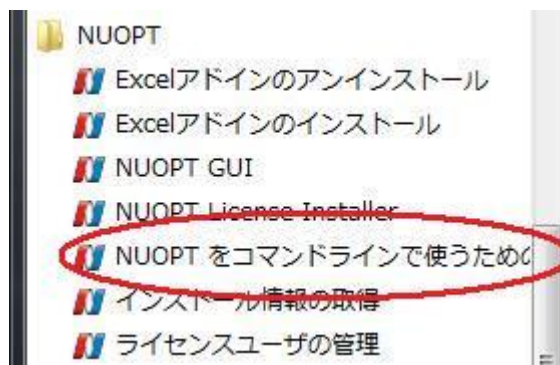 NUOPT
Excelアドインのアンインストール
Excelアドインのインストール
NUOPT GUI
NUOPT License Installer
NUOPT をコマンドラインで使うための
インストール情報の取得
ライセンスユーザの管理